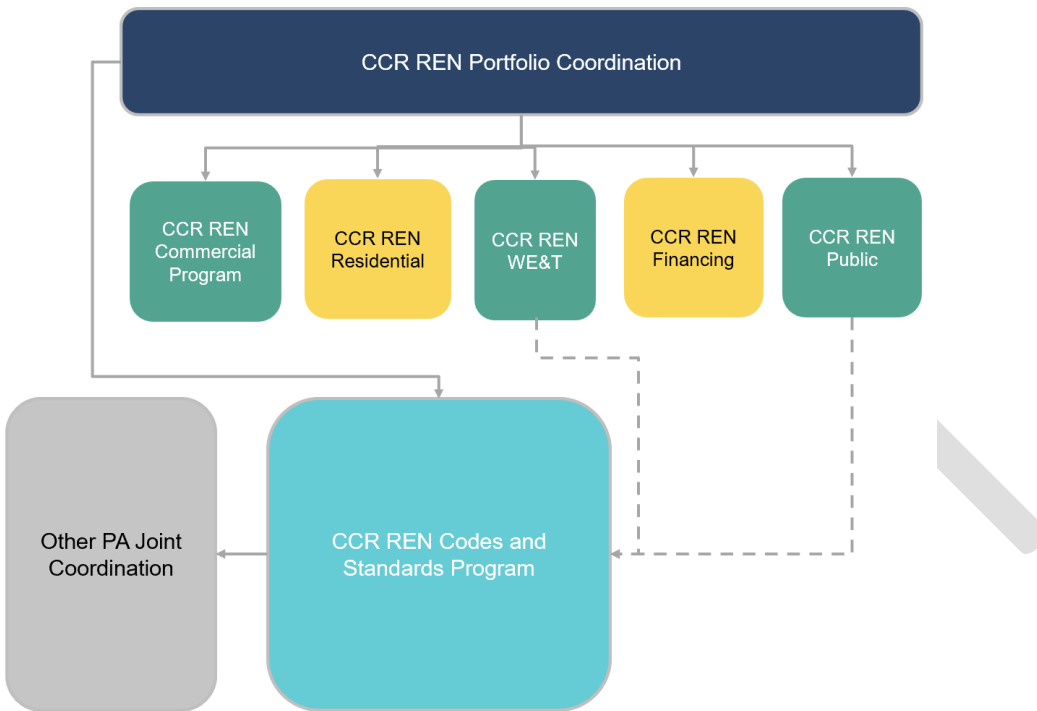 CCR REN Portfolio Coordination
CCR REN
Commercial
Program
CCR REN
Residential
CCR REN
WE&T
CCR REN
Financing
CCR REN
Public
Other PA Joint
Coordination
CCR REN Codes and
Standards Program